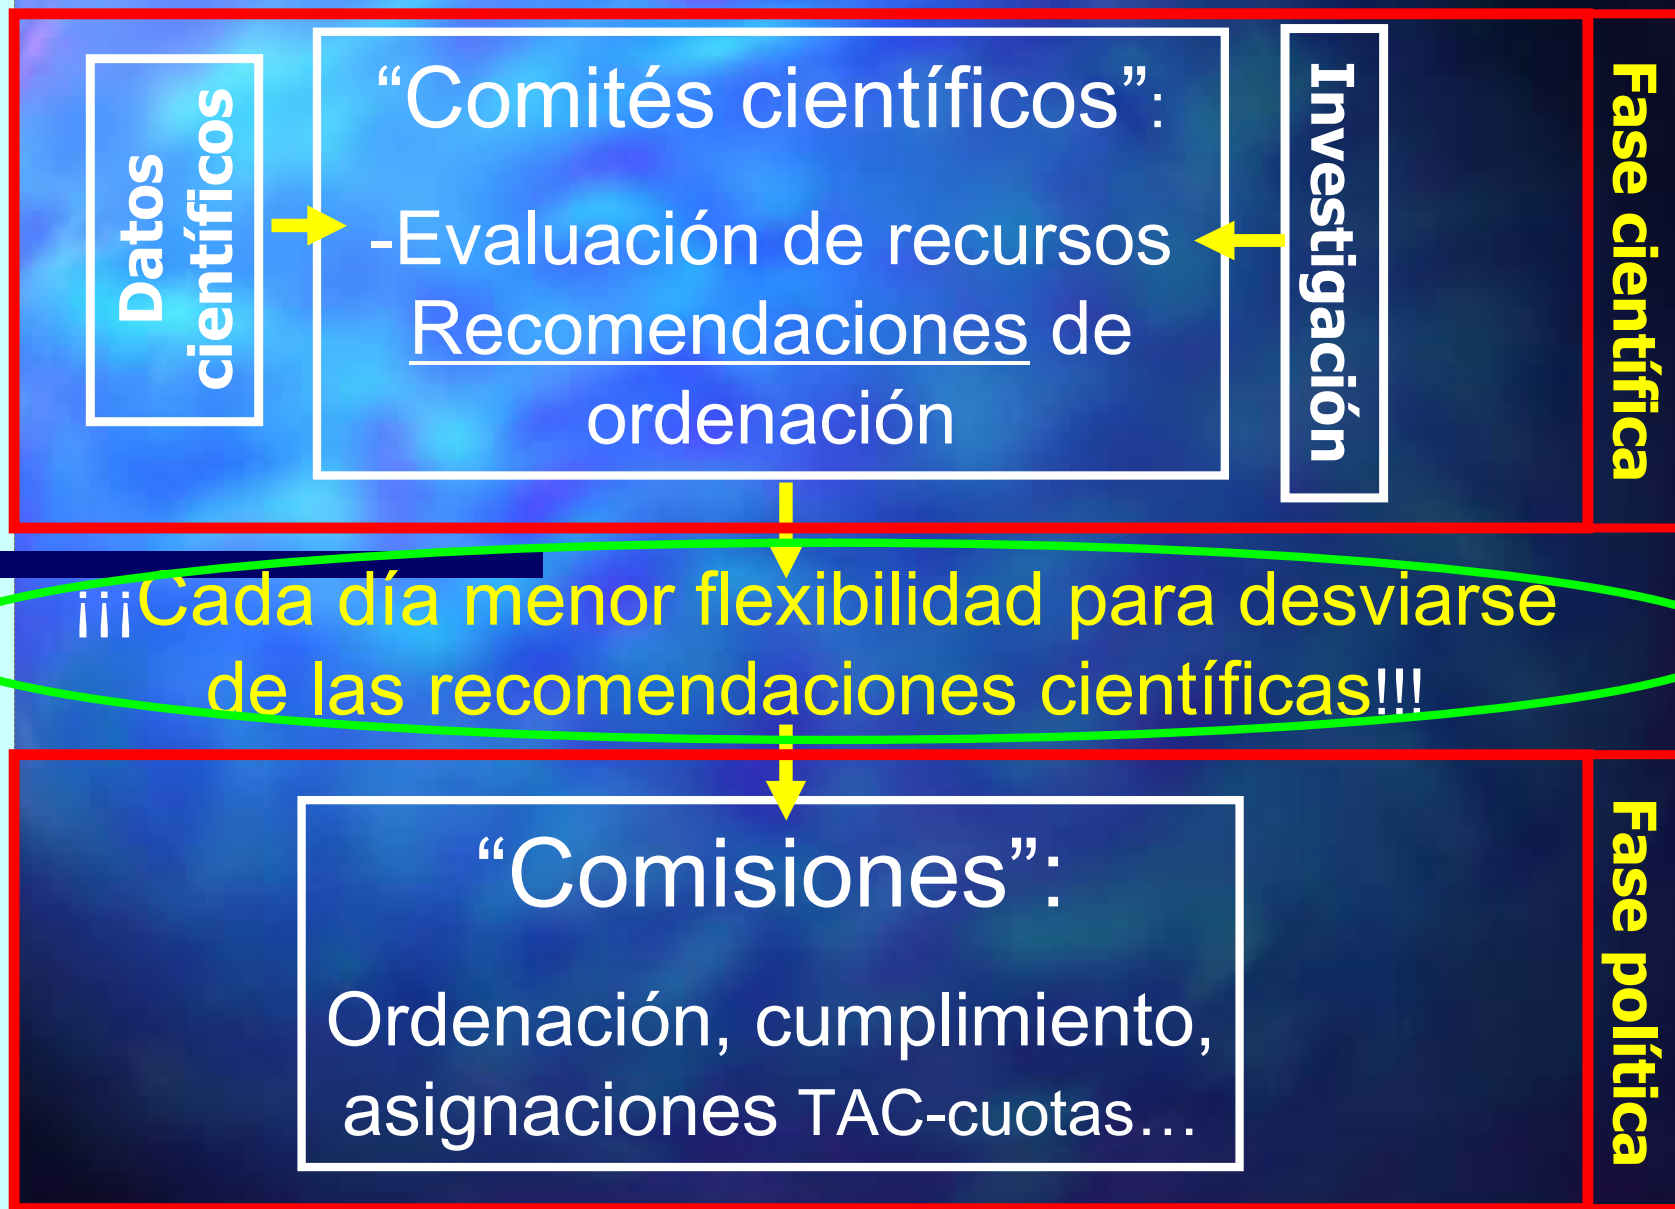 Datos
científicos
“Comités científicos”:
-Evaluación de recursos
Recomendaciones de
ordenación
Investigación
Fase científica
¡¡¡Cada día menor flexibilidad para desviarse
de las recomendaciones científicas!!!
“Comisiones”:
Ordenación, cumplimiento,
asignaciones TAC-cuotas…
Fase política